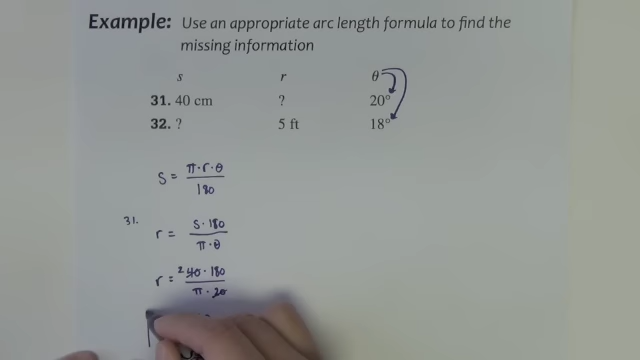 Example: Use an appropriate arc length formula to find the
missing information
s r θ
31. 40 cm ? 20°
32. ? 5 ft 18°
s = π·r·θ / 180
31.
r = s·180 / π·θ
r = 2 40·180 / π·20